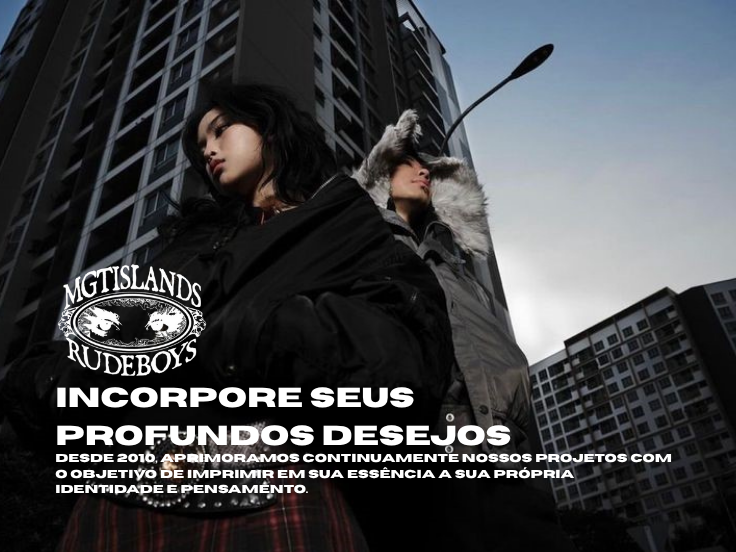 MGTISLANDS
RUDEBOYS
INCORPORE SEUS
PROFUNDOS DESEJOS
DESDE 2010, APRIMORAMOS CONTINUAMENTE NOSSOS PROJETOS COM
O OBJETIVO DE IMPRIMIR EM SUA ESSÊNCIA A SUA PRÓPRIA
IDENTIDADE E PENSAMENTO.